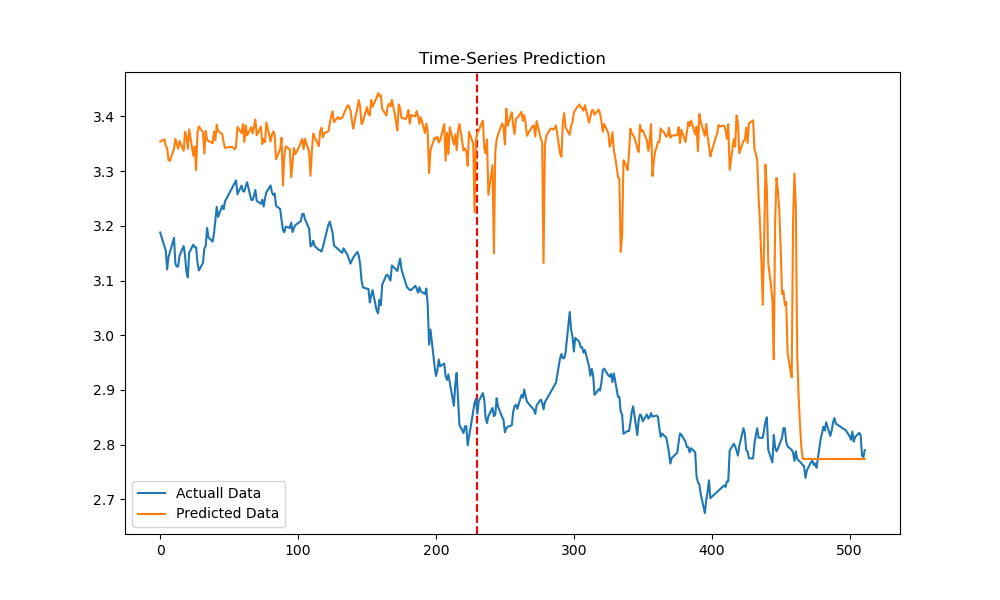 Time-Series Prediction
3.4
3.3
3.2
3.1
3.0
2.9
2.8
2.7
Actuall Data
Predicted Data
0 100 200 300 400 500